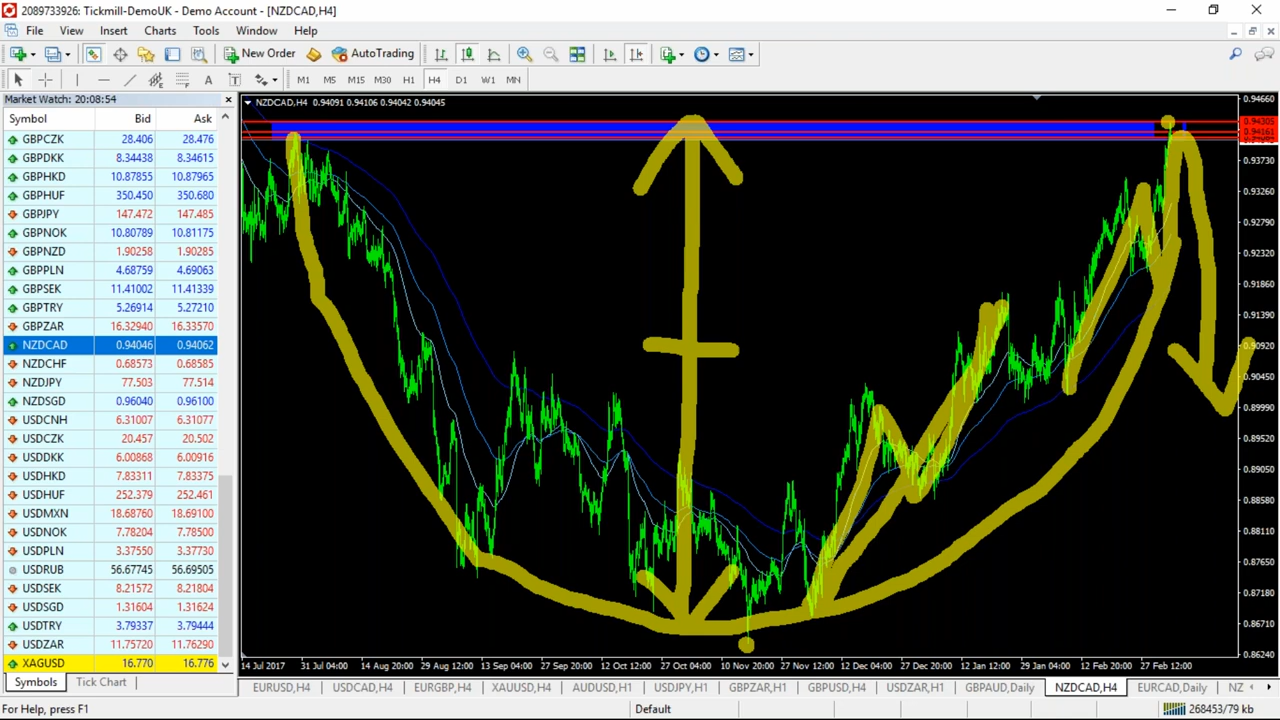 2089733926: Tickmill-DemoUK - Demo Account - [NZDCAD,H4]
File View Insert Charts Tools Window Help
New Order AutoTrading
A T M1 M5 M15 M30 H1 H4 D1 W1 MN
Market Watch: 20:08:54
Symbol Bid Ask
GBPCZK 28.406 28.476
GBPDKK 8.34438 8.34615
GBPHKD 10.87855 10.87965
GBPHUF 350.450 350.680
GBPJPY 147.472 147.485
GBPNOK 10.80789 10.81175
GBPNZD 1.90258 1.90285
GBPPLN 4.68759 4.69063
GBPSEK 11.41002 11.41339
GBPTRY 5.26914 5.27210
GBPZAR 16.32940 16.33570
NZDCAD 0.94046 0.94062
NZDCHF 0.68573 0.68585
NZDJPY 77.503 77.514
NZDSGD 0.96040 0.96100
USDCNH 6.31007 6.31077
USDCZK 20.457 20.502
USDDKK 6.00868 6.00916
USDHKD 7.83311 7.83375
USDHUF 252.379 252.461
USDMXN 18.68760 18.69100
USDNOK 7.78204 7.78500
USDPLN 3.37550 3.37730
USDRUB 56.67745 56.69505
USDSEK 8.21572 8.21804
USDSGD 1.31604 1.31624
USDTRY 3.79337 3.79444
USDZAR 11.75720 11.76290
XAGUSD 16.770 16.776
Symbols Tick Chart
NZDCAD,H4 0.94091 0.94106 0.94042 0.94045
0.94660
0.94305
0.94161
0.93730
0.93260
0.92790
0.92320
0.91860
0.91390
0.90920
0.90450
0.89990
0.89520
0.89050
0.88580
0.88110
0.87650
0.87180
0.86710
0.86240
14 Jul 2017 31 Jul 04:00 14 Aug 20:00 29 Aug 12:00 13 Sep 04:00 27 Sep 20:00 12 Oct 12:00 27 Oct 04:00 10 Nov 20:00 27 Nov 12:00 12 Dec 04:00 27 Dec 20:00 12 Jan 12:00 29 Jan 04:00 12 Feb 20:00 27 Feb 12:00
EURUSD,H1 USDCAD,H4 EURGBP,H4 XAUUSD,H4 AUDUSD,H1 USDJPY,H1 GBPZAR,H1 GBPUSD,H4 USDZAR,H1 GBPAUD,Daily NZDCAD,H4 EURCAD,Daily NZ
For Help, press F1 Default 268453/79 kb